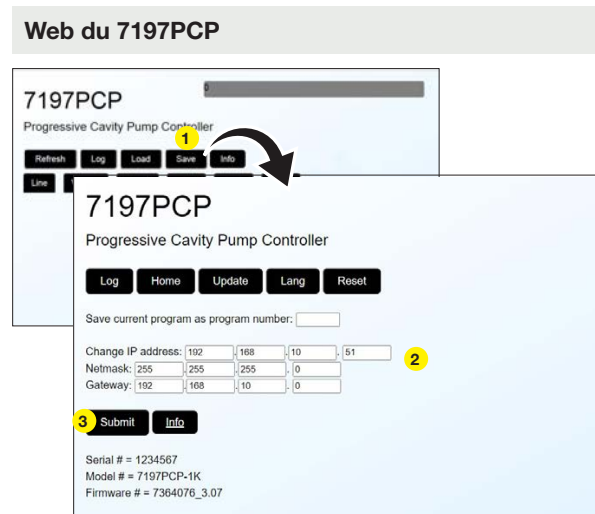 Web du 7197PCP
0
7197PCP
Progressive Cavity Pump Controller
1
Refresh Log Load Save Info
Line
7197PCP
Progressive Cavity Pump Controller
Log Home Update Lang Reset
Save current program as program number:
Change IP address: 192 . 168 . 10 . 51
2
Netmask: 255 . 255 . 255 . 0
Gateway: 192 . 168 . 10 . 0
3 Submit Info
Serial # = 1234567
Model # = 7197PCP-1K
Firmware # = 7364076_3.07